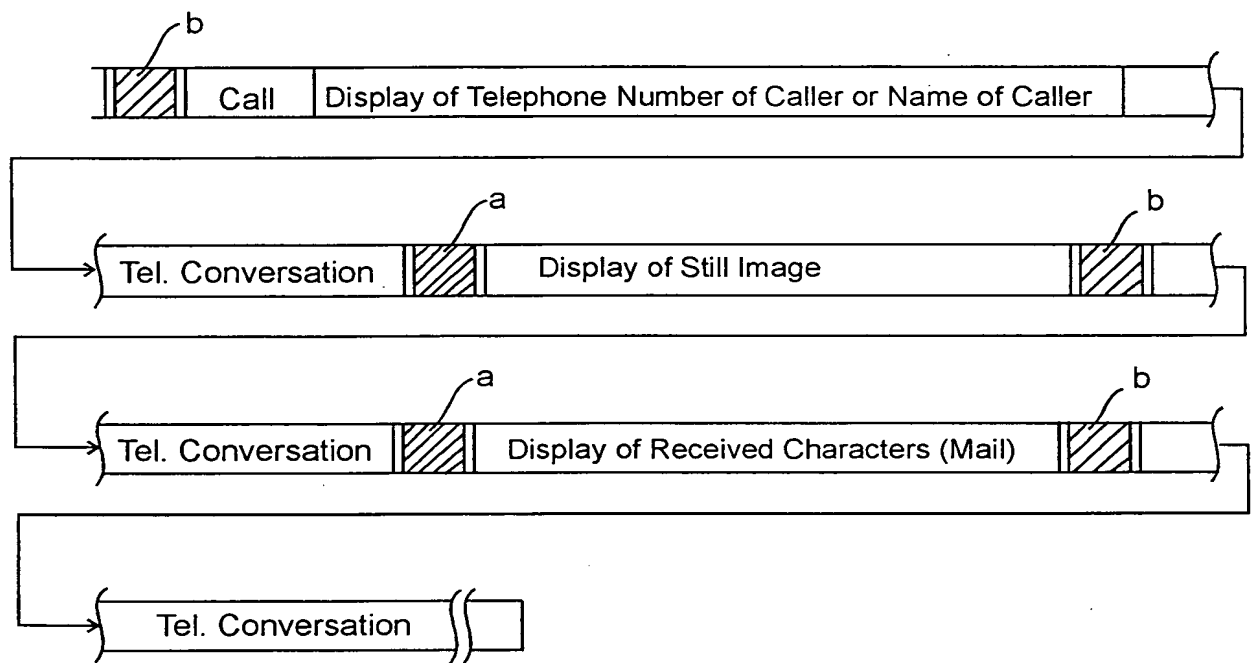 b
Call Display of Telephone Number of Caller or Name of Caller
a b
Tel. Conversation Display of Still Image
a b
Tel. Conversation Display of Received Characters (Mail)
Tel. Conversation